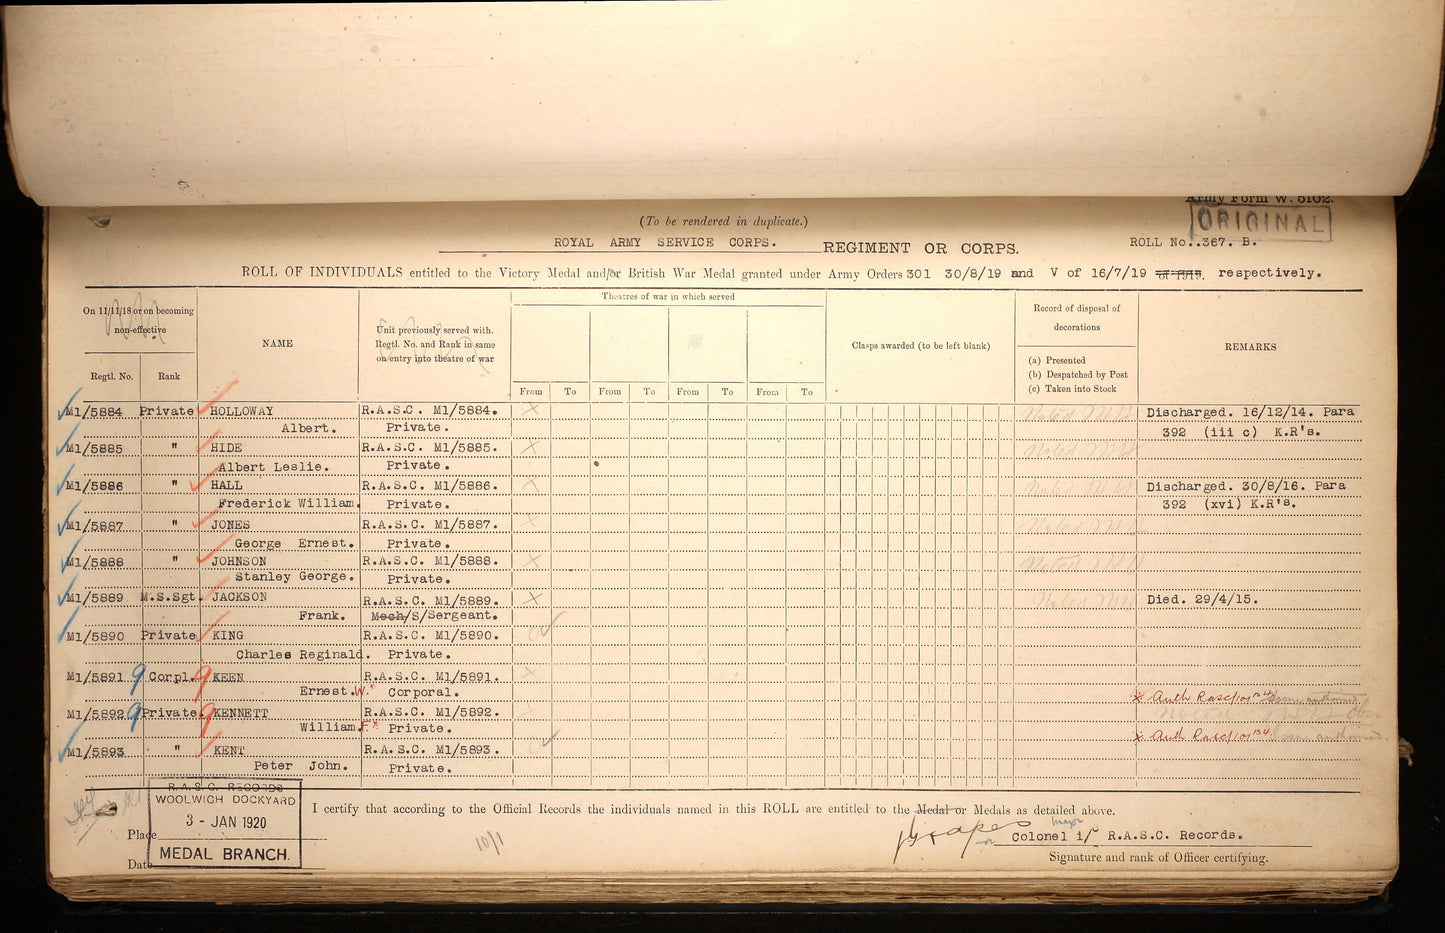 Army Form W. 5102.
ORIGINAL
(To be rendered in duplicate.)
ROYAL ARMY SERVICE CORPS. REGIMENT OR CORPS. ROLL No. 367. B.
ROLL OF INDIVIDUALS entitled to the Victory Medal and/or British War Medal granted under Army Orders 301 30/8/19 and V of 16/7/19 respectively.
On 11/11/18 or on becoming non-effective
Regtl. No. Rank
NAME
Unit previously served with. Regtl. No. and Rank in same on entry into theatre of war
Theatres of war in which served
From To From To From To From To
Clasps awarded (to be left blank)
Record of disposal of decorations
(a) Presented
(b) Despatched by Post
(c) Taken into Stock
REMARKS
M1/5884 Private HOLLOWAY R.A.S.C. M1/5884. Discharged. 16/12/14. Para
Albert. Private. 392 (iii c) K.R's.
M1/5885 " HIDE R.A.S.C. M1/5885.
Albert Leslie. Private.
M1/5886 " HALL R.A.S.C. M1/5886. Discharged. 30/8/16. Para
Frederick William. Private. 392 (xvi) K.R's.
M1/5887 " JONES R.A.S.C. M1/5887.
George Ernest. Private.
M1/5888 " JOHNSON R.A.S.C. M1/5888.
Stanley George. Private.
M1/5889 M.S.Sgt. JACKSON R.A.S.C. M1/5889. Died. 29/4/15.
Frank. Mech/S/Sergeant.
M1/5890 Private KING R.A.S.C. M1/5890.
Charles Reginald. Private.
M1/5891 Corpl. KEEN R.A.S.C. M1/5891.
Ernest. W. Corporal. x Auth Rasc/101
M1/5892 Private KENNETT R.A.S.C. M1/5892.
William. F x Private. x Auth Rasc/101
M1/5893 " KENT R.A.S.C. M1/5893.
Peter John. Private.
R.A.S.C. RECORDS
WOOLWICH DOCKYARD
3 - JAN 1920
MEDAL BRANCH.
I certify that according to the Official Records the individuals named in this ROLL are entitled to the Medal or Medals as detailed above.
Place
Date
10/1
Major
Colonel i/c R.A.S.C. Records.
Signature and rank of Officer certifying.